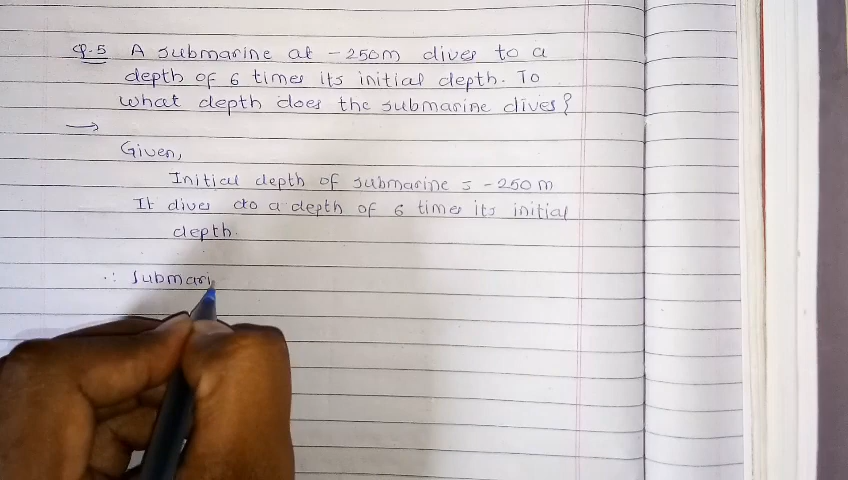 Q.5 A submarine at -250m dives to a
depth of 6 times its initial depth. To
what depth does the submarine dives?
→
Given,
Initial depth of submarine = -250 m
It dives to a depth of 6 times its initial
depth.
∴ Submari